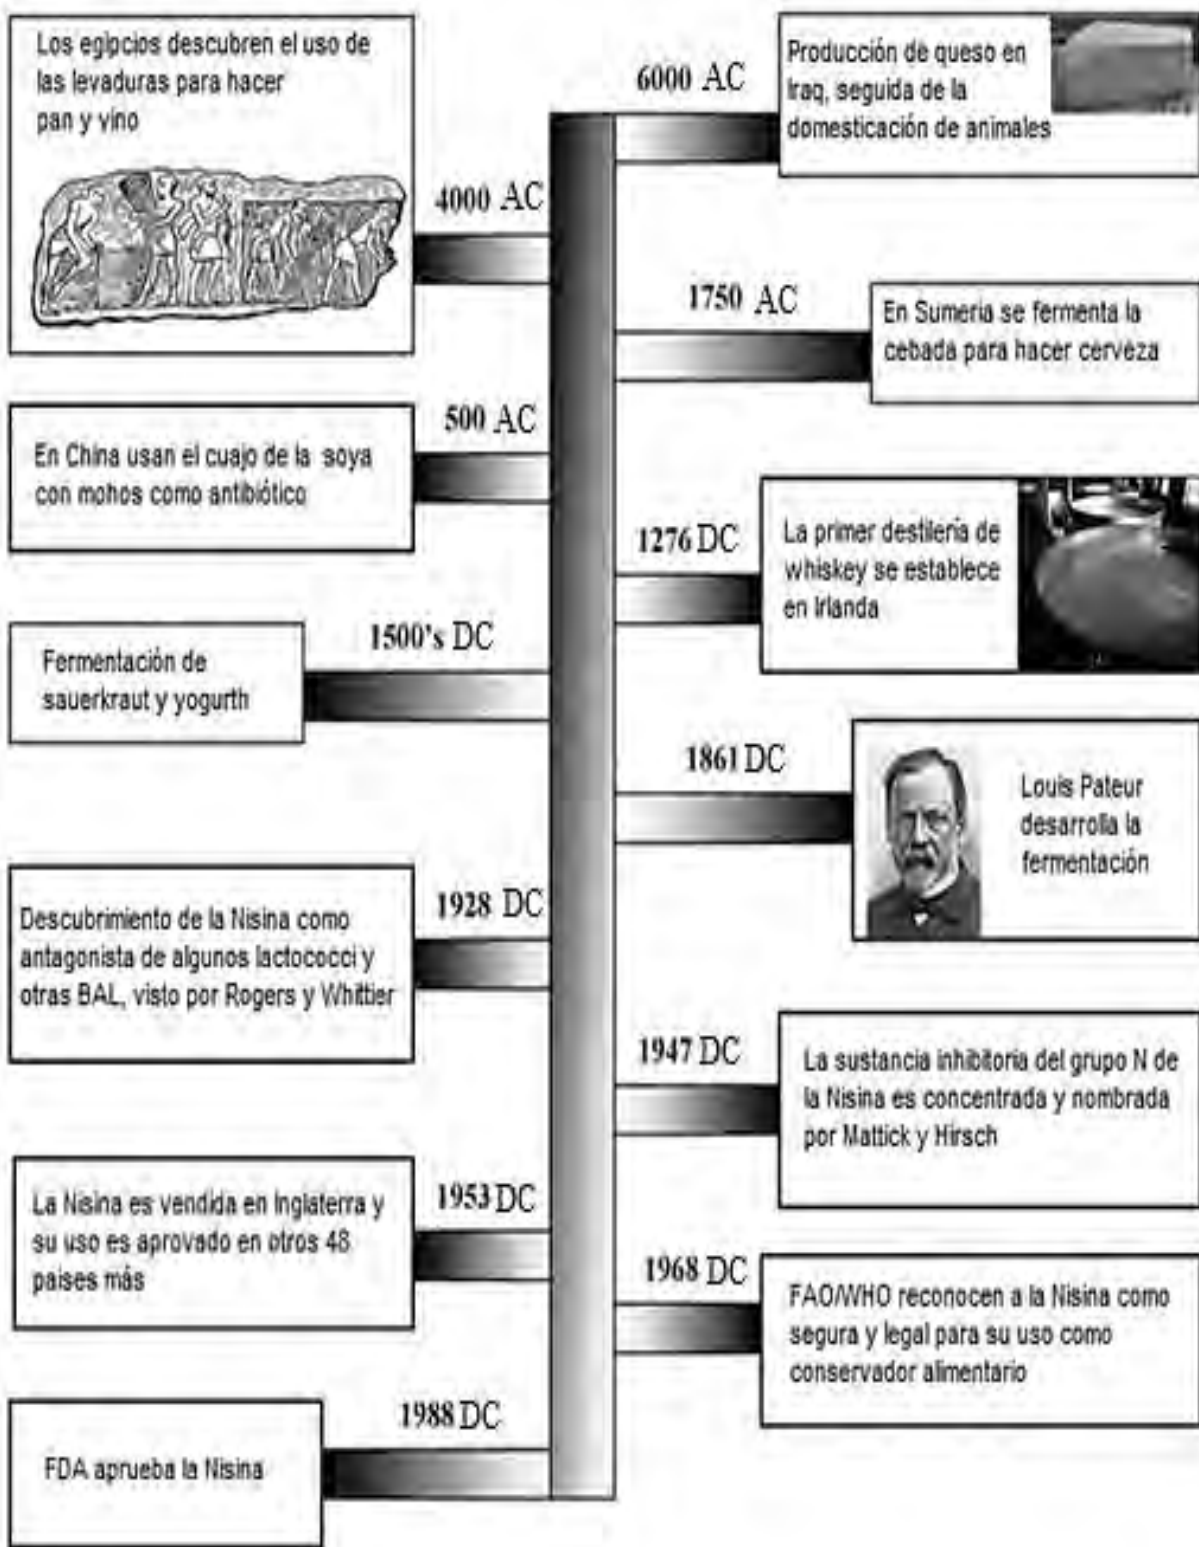 6000 AC
Producción de queso en
Iraq, seguida de la
domesticación de animales
Los egipcios descubren el uso de
las levaduras para hacer
pan y vino
4000 AC
1750 AC
En Sumeria se fermenta la
cebada para hacer cerveza
500 AC
En China usan el cuajo de la soya
con mohos como antibiótico
1276 DC
La primer destilería de
whiskey se establece
en Irlanda
1500's DC
Fermentación de
sauerkraut y yogurth
1861 DC
Louis Pateur
desarrolla la
fermentación
1928 DC
Descubrimiento de la Nisina como
antagonista de algunos lactococci y
otras BAL, visto por Rogers y Whittier
1947 DC
La sustancia inhibitoria del grupo N de
la Nisina es concentrada y nombrada
por Mattick y Hirsch
1953 DC
La Nisina es vendida en Inglaterra y
su uso es aprovado en otros 48
paises más
1968 DC
FAO/WHO reconocen a la Nisina como
segura y legal para su uso como
conservador alimentario
1988 DC
FDA aprueba la Nisina